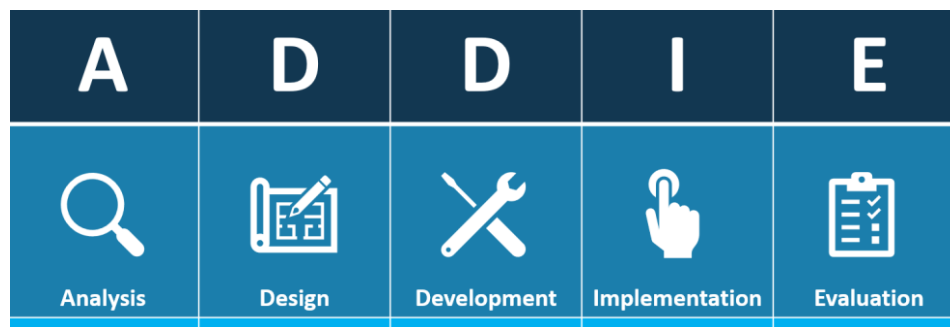 A D D I E
Analysis Design Development Implementation Evaluation